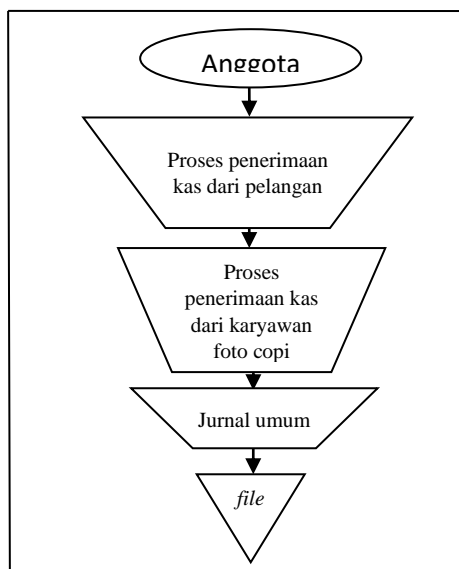 Anggota
Proses penerimaan
kas dari pelangan
Proses
penerimaan kas
dari karyawan
foto copi
Jurnal umum
file